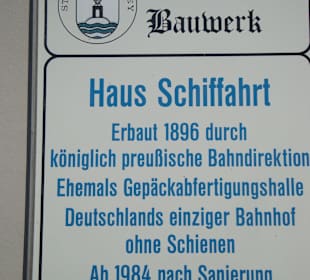 Bauwerk
Haus Schiffahrt
Erbaut 1896 durch
königlich preußische Bahndirektion
Ehemals Gepäckabfertigungshalle
Deutschlands einziger Bahnhof
ohne Schienen
Ab 1984 nach Sanierung